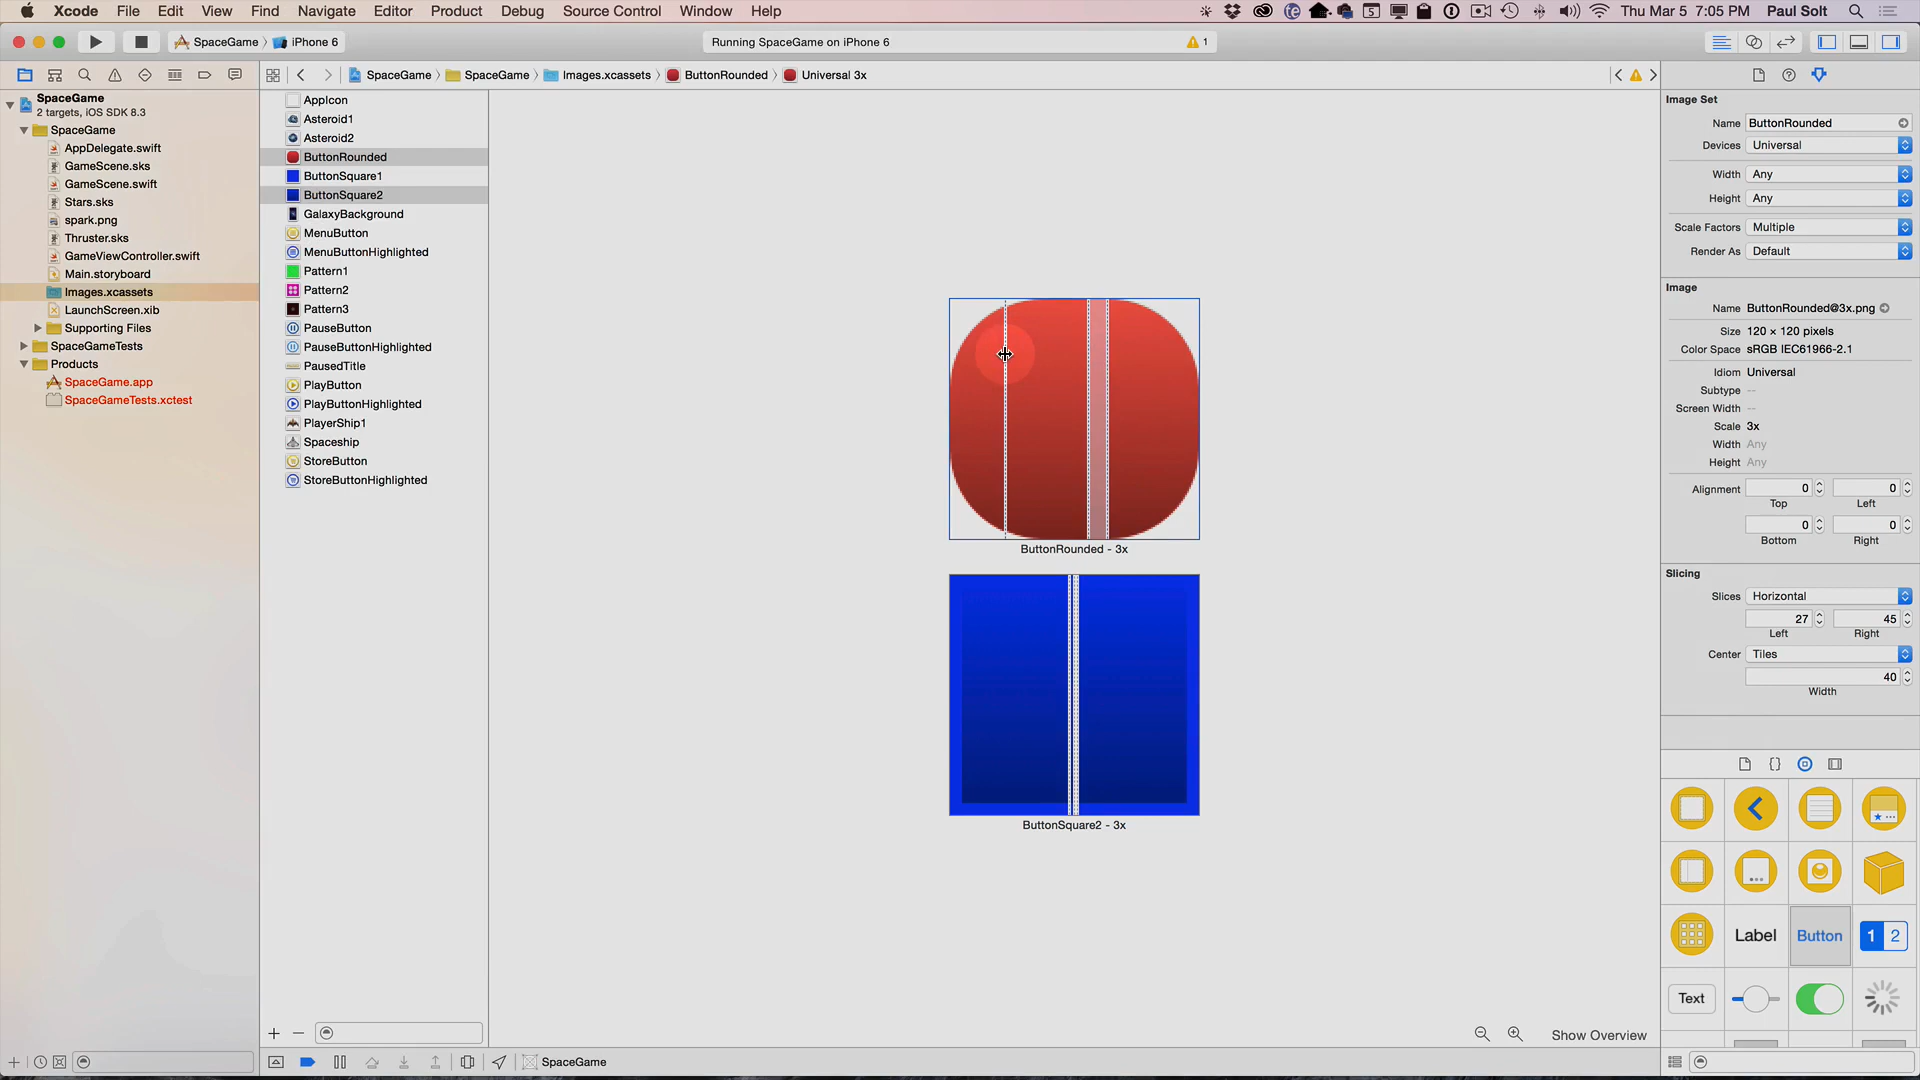 Xcode File Edit View Find Navigate Editor Product Debug Source Control Window Help
Thu Mar 5 7:05 PM Paul Solt
SpaceGame iPhone 6
Running SpaceGame on iPhone 6
1
SpaceGame SpaceGame Images.xcassets ButtonRounded Universal 3x
SpaceGame
2 targets, iOS SDK 8.3
SpaceGame
AppDelegate.swift
GameScene.sks
GameScene.swift
Stars.sks
spark.png
Thruster.sks
GameViewController.swift
Main.storyboard
Images.xcassets
LaunchScreen.xib
Supporting Files
SpaceGameTests
Products
SpaceGame.app
SpaceGameTests.xctest
AppIcon
Asteroid1
Asteroid2
ButtonRounded
ButtonSquare1
ButtonSquare2
GalaxyBackground
MenuButton
MenuButtonHighlighted
Pattern1
Pattern2
Pattern3
PauseButton
PauseButtonHighlighted
PausedTitle
PlayButton
PlayButtonHighlighted
PlayerShip1
Spaceship
StoreButton
StoreButtonHighlighted
ButtonRounded - 3x
ButtonSquare2 - 3x
Show Overview
SpaceGame
Image Set
Name ButtonRounded
Devices Universal
Width Any
Height Any
Scale Factors Multiple
Render As Default
Image
Name ButtonRounded@3x.png
Size 120 × 120 pixels
Color Space sRGB IEC61966-2.1
Idiom Universal
Subtype --
Screen Width --
Scale 3x
Width Any
Height Any
Alignment 0 0
Top Left
0 0
Bottom Right
Slicing
Slices Horizontal
27 45
Left Right
Center Tiles
40
Width
Label Button 1 2
Text